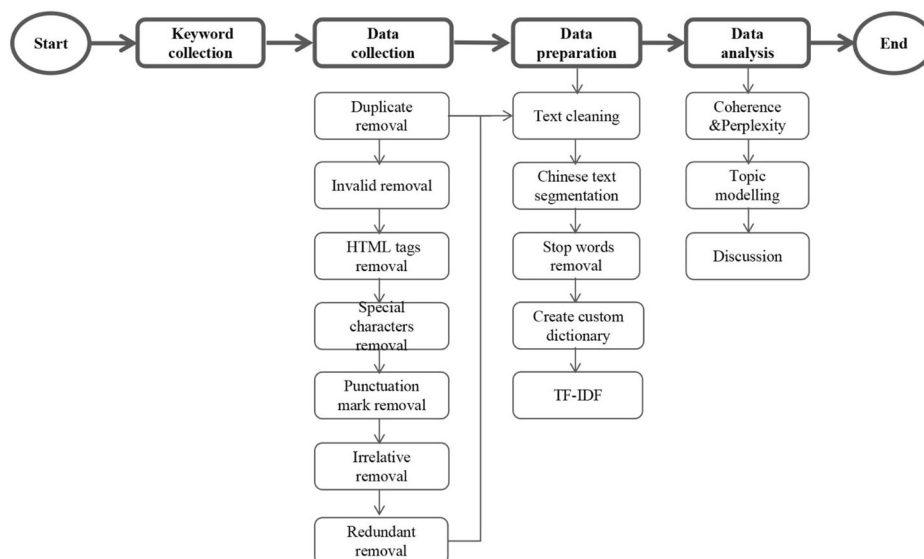 Start
Keyword
collection
Data
collection
Data
preparation
Data
analysis
End
Duplicate
removal
Invalid removal
HTML tags
removal
Special
characters
removal
Punctuation
mark removal
Irrelative
removal
Redundant
removal
Text cleaning
Chinese text
segmentation
Stop words
removal
Create custom
dictionary
TF-IDF
Coherence
&Perplexity
Topic
modelling
Discussion